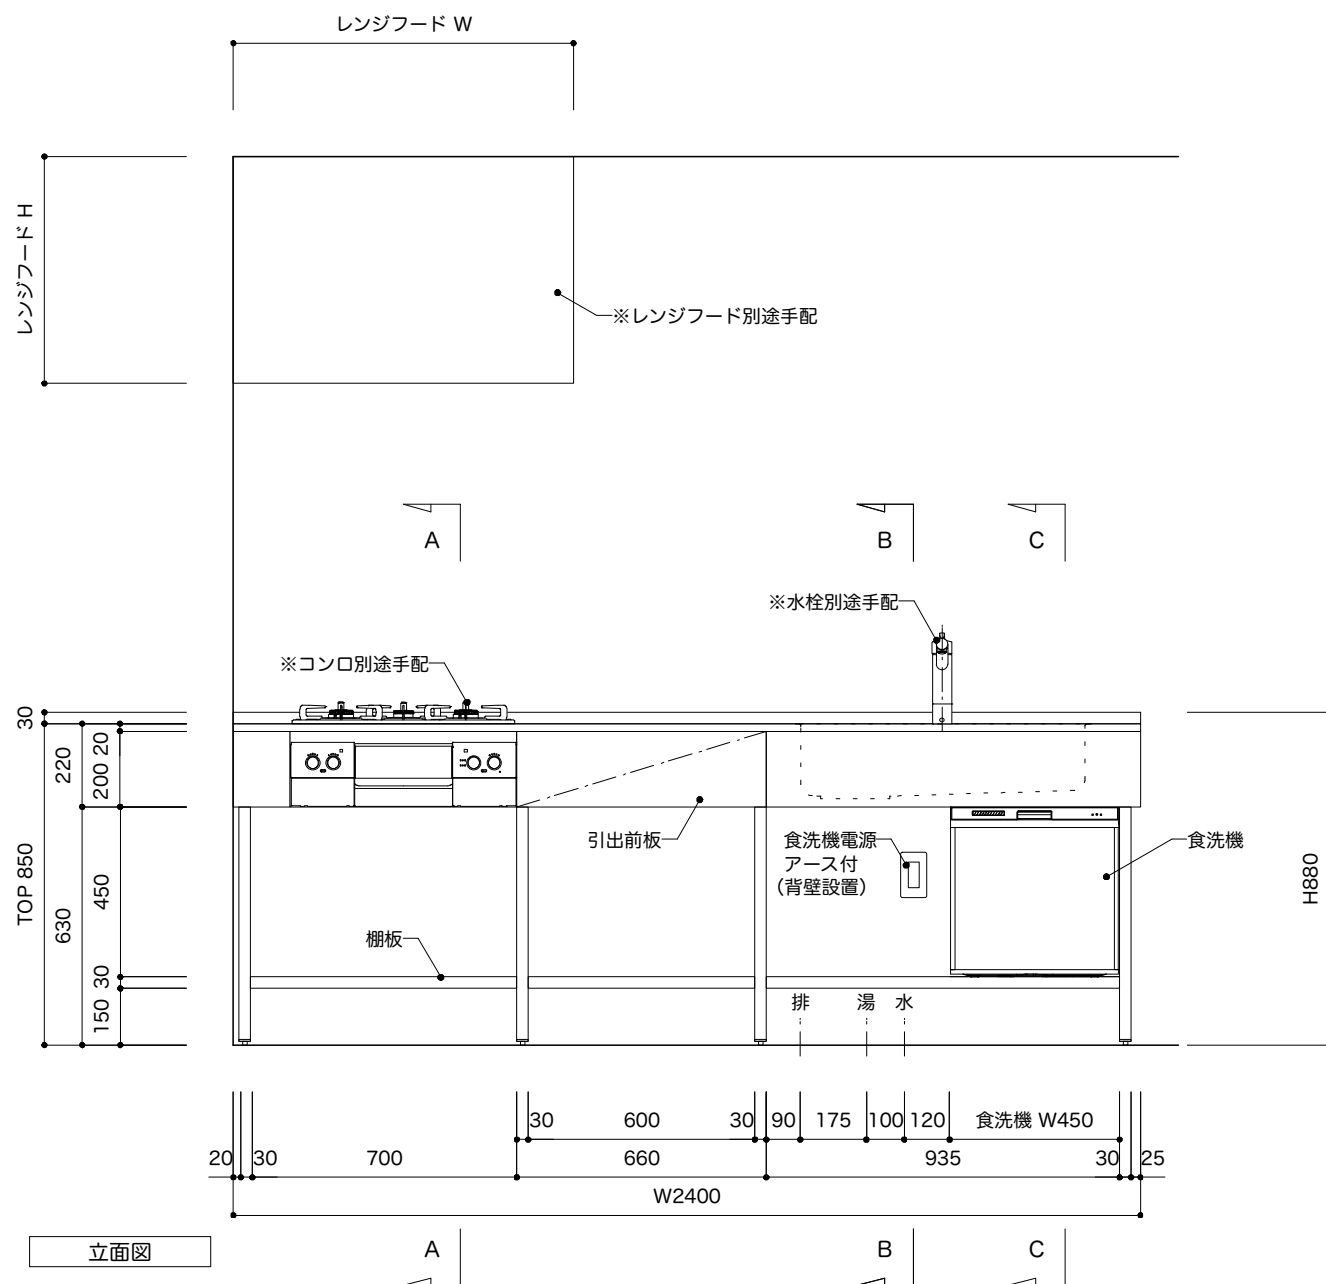 レンジフード W
レンジフード H
※レンジフード別途手配
A
B
C
※水栓別途手配
※コンロ別途手配
30
220
200 20
TOP 850
630
450
30
150
引出前板
食洗機電源
アース付
(背壁設置)
食洗機
H880
棚板
排
湯
水
30
600
30
90
175
100
120
食洗機 W450
20
30
700
660
935
30
25
W2400
立面図
A
B
C